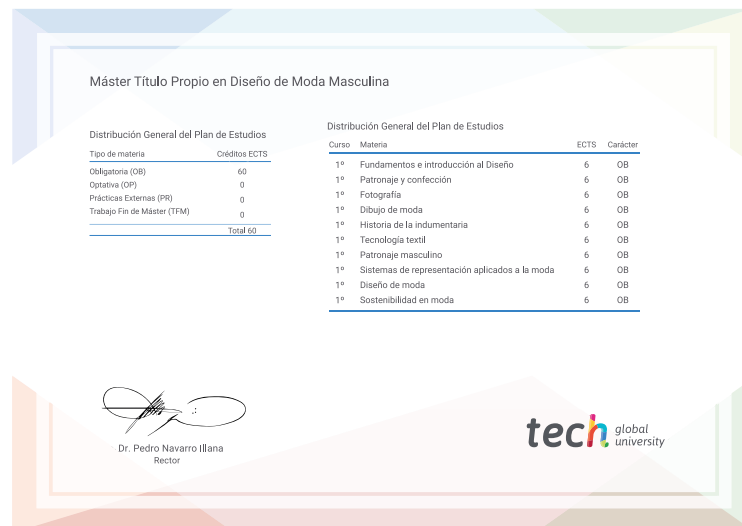 Máster Título Propio en Diseño de Moda Masculina
Distribución General del Plan de Estudios
Tipo de materia Créditos ECTS
Obligatoria (OB) 60
Optativa (OP) 0
Prácticas Externas (PR) 0
Trabajo Fin de Máster (TFM) 0
Total 60
Distribución General del Plan de Estudios
Curso Materia ECTS Carácter
1º Fundamentos e introducción al Diseño 6 OB
1º Patronaje y confección 6 OB
1º Fotografía 6 OB
1º Dibujo de moda 6 OB
1º Historia de la indumentaria 6 OB
1º Tecnología textil 6 OB
1º Patronaje masculino 6 OB
1º Sistemas de representación aplicados a la moda 6 OB
1º Diseño de moda 6 OB
1º Sostenibilidad en moda 6 OB
Dr. Pedro Navarro Illana
Rector
tech global
university